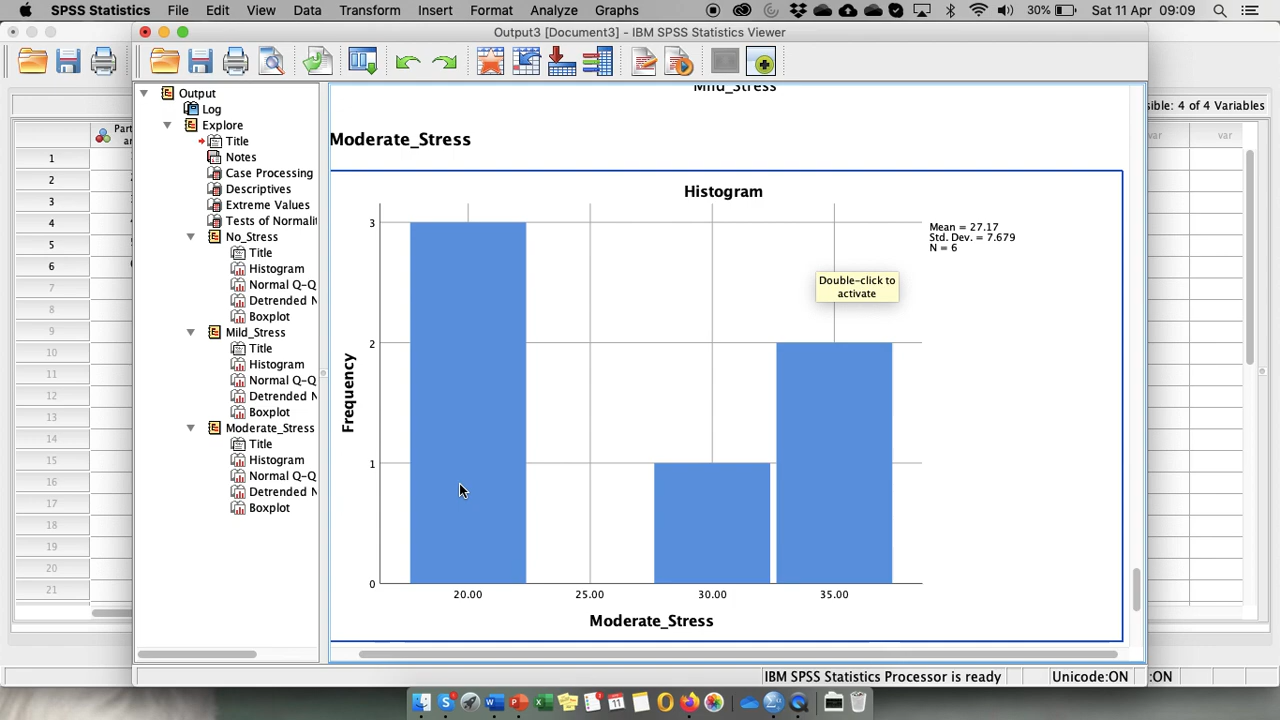 SPSS Statistics File Edit View Data Transform Insert Format Analyze Graphs 30% Sat 11 Apr 09:09
Output3 [Document3] - IBM SPSS Statistics Viewer
sible: 4 of 4 Variables
Part
ar
var
var
1
2
3
4
5
6
7
8
9
10
11
12
13
14
15
16
17
18
19
20
21
Output
Log
Explore
Title
Notes
Case Processing
Descriptives
Extreme Values
Tests of Normalit
No_Stress
Title
Histogram
Normal Q-Q
Detrended N
Boxplot
Mild_Stress
Title
Histogram
Normal Q-Q
Detrended N
Boxplot
Moderate_Stress
Title
Histogram
Normal Q-Q
Detrended N
Boxplot
Mild_Stress
Moderate_Stress
Histogram
Mean = 27.17
Std. Dev. = 7.679
N = 6
Double-click to
activate
Frequency
3
2
1
0
20.00 25.00 30.00 35.00
Moderate_Stress
IBM SPSS Statistics Processor is ready Unicode:ON :ON